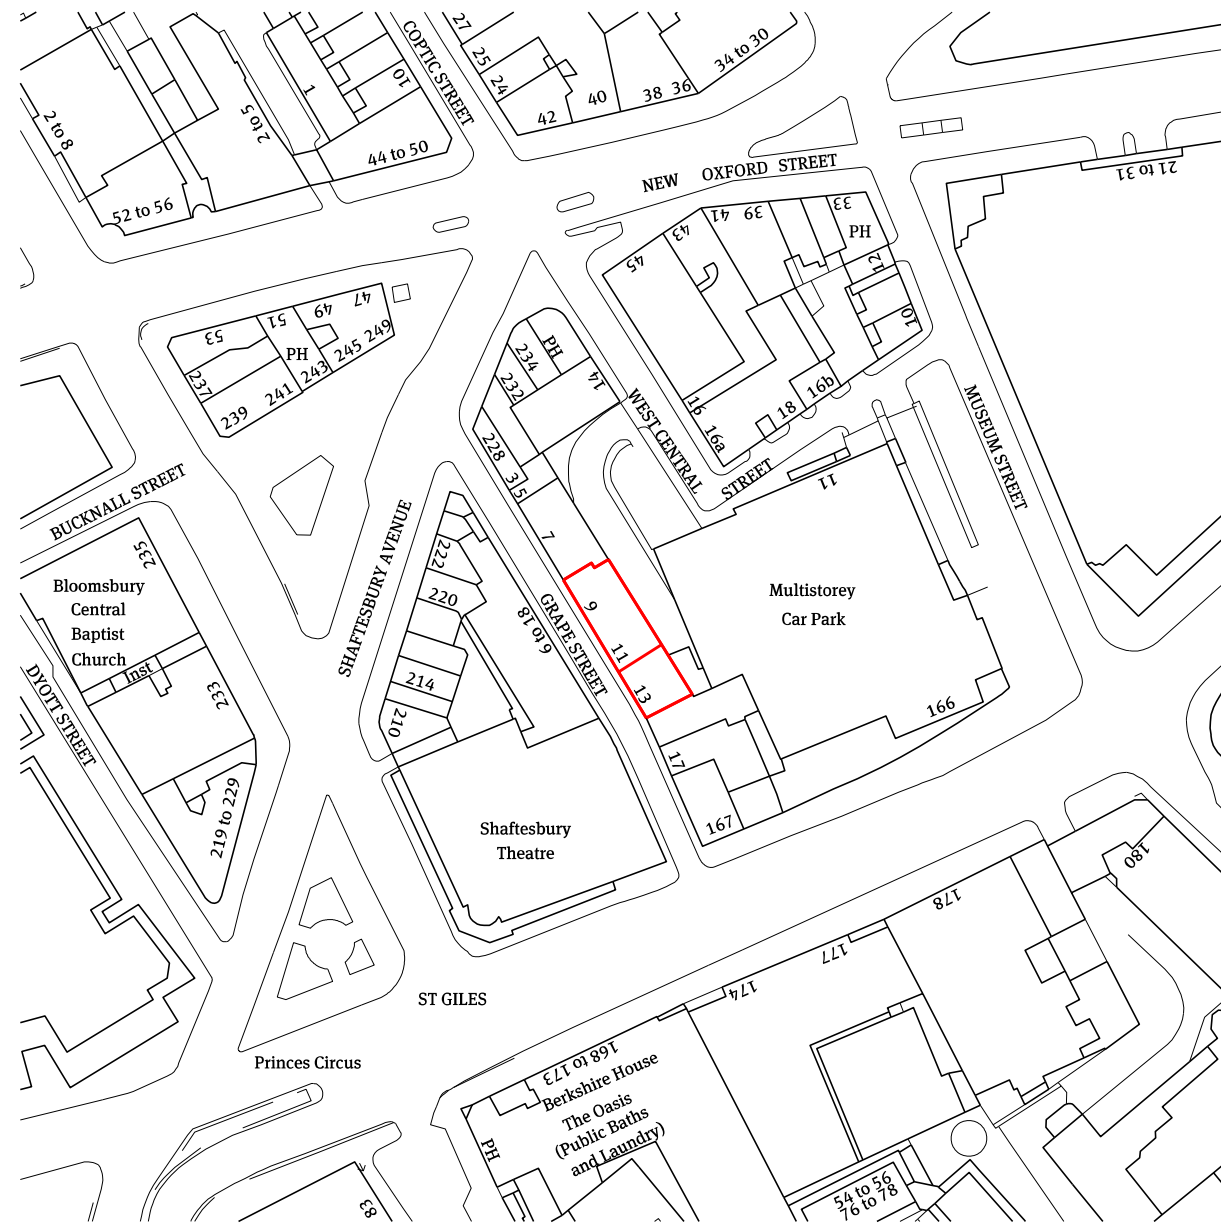 27
25
24
42
40
38
36
34 to 30
COPTIC STREET
10
1
2 to 5
2 to 8
44 to 50
52 to 56
NEW OXFORD STREET
21 to 31
33
PH
39
41
43
45
12
10
47
49
51
53
PH
237
239
241
243
245
249
PH
234
232
14
228
3
5
7
16
16a
18
16b
WEST CENTRAL
STREET
MUSEUM STREET
11
BUCKNALL STREET
235
Bloomsbury
Central
Baptist
Church
Inst
233
219 to 229
DYOTT STREET
SHAFTESBURY AVENUE
222
220
214
210
6 to 18
GRAPE STREET
9
11
13
17
167
Multistorey
Car Park
166
Shaftesbury
Theatre
180
178
177
174
168 to 173
ST GILES
Princes Circus
Berkshire House
The Oasis
(Public Baths
and Laundry)
PH
83
54 to 56
76 to 78